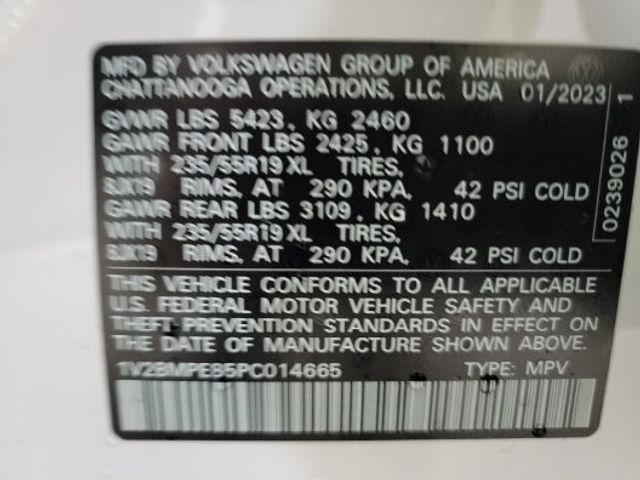 MFD BY VOLKSWAGEN GROUP OF AMERICA
CHATTANOOGA OPERATIONS, LLC. USA 01/2023
GVWR LBS 5423, KG 2460
GAWR FRONT LBS 2425, KG 1100
WITH 235/55R19 XL TIRES,
8JX19 RIMS, AT 290 KPA, 42 PSI COLD
GAWR REAR LBS 3109, KG 1410
WITH 235/55R19 XL TIRES,
8JX19 RIMS, AT 290 KPA, 42 PSI COLD
THIS VEHICLE CONFORMS TO ALL APPLICABLE
U.S. FEDERAL MOTOR VEHICLE SAFETY AND
THEFT PREVENTION STANDARDS IN EFFECT ON
THE DATE OF MANUFACTURE SHOWN ABOVE.
1V2BMPE85PC014665 TYPE: MPV
0239026 1